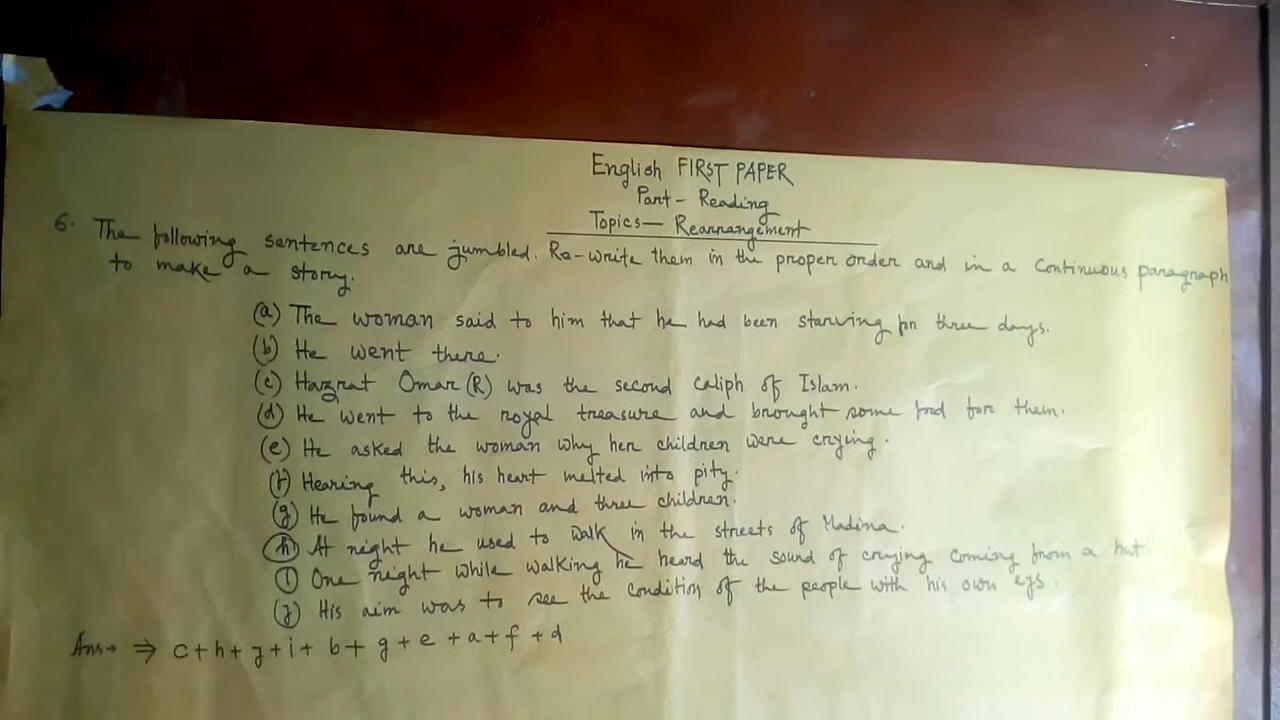 English FIRST PAPER
Part - Reading
Topics — Rearrangement
6. The following sentences are jumbled. Re-write them in the proper order and in a continuous paragraph
to make a story.
(a) The woman said to him that he had been starving for three days.
(b) He went there.
(c) Hazrat Omar (R) was the second caliph of Islam.
(d) He went to the royal treasure and brought some food for them.
(e) He asked the woman why her children were crying.
(f) Hearing this, his heart melted into pity.
(g) He found a woman and three children.
(h) At night he used to walk in the streets of Madina.
(i) One night while walking he heard the sound of crying coming from a hut.
(j) His aim was to see the condition of the people with his own eys.
Ans→ ⇒ c+h+j+i+b+g+e+a+f+d